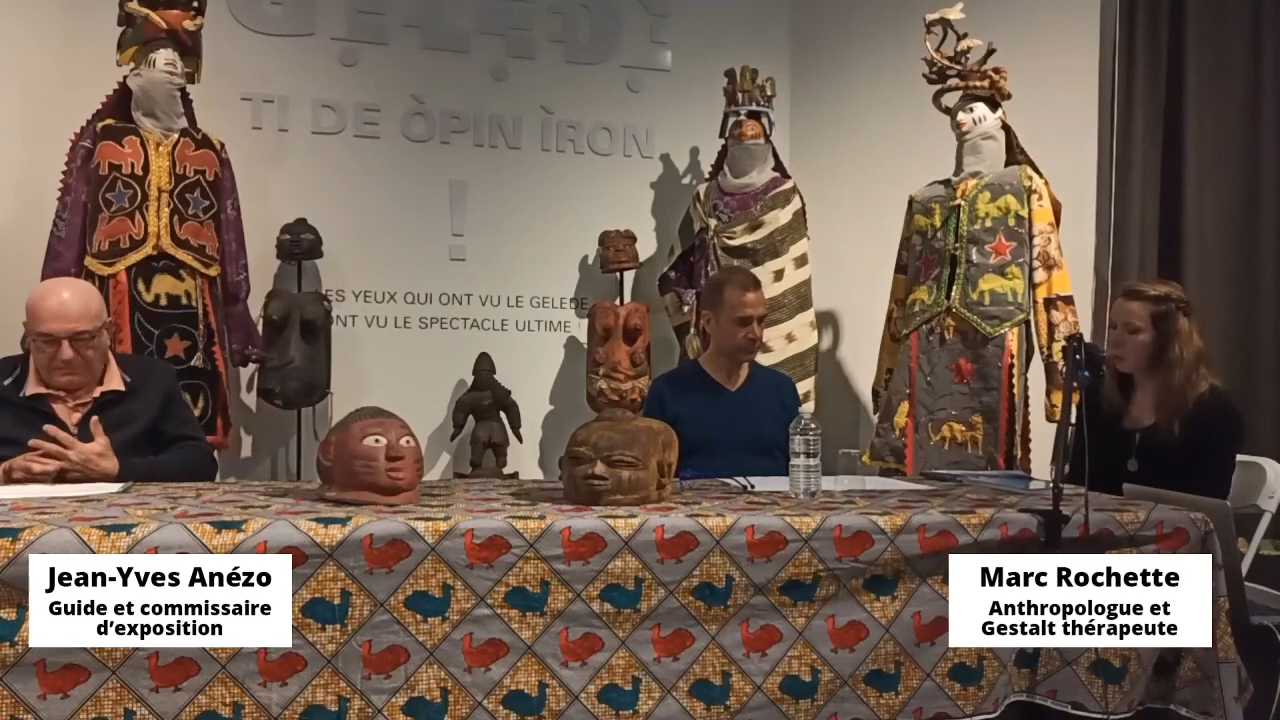 GẸLẸDẸ
TI DE ÒPIN ÌRON
!
ES YEUX QUI ONT VU LE GELEDE
ONT VU LE SPECTACLE ULTIME !
Jean-Yves Anézo
Guide et commissaire
d'exposition
Marc Rochette
Anthropologue et
Gestalt thérapeute